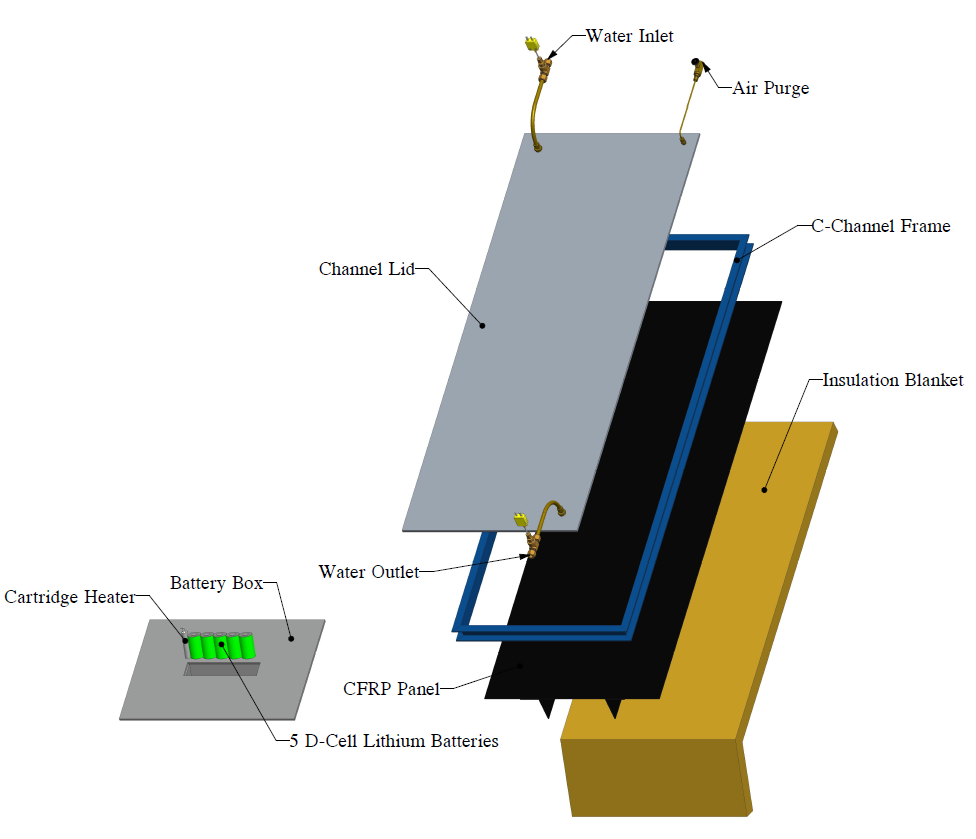 Water Inlet
Air Purge
C-Channel Frame
Channel Lid
Insulation Blanket
Water Outlet
Battery Box
Cartridge Heater
CFRP Panel
5 D-Cell Lithium Batteries